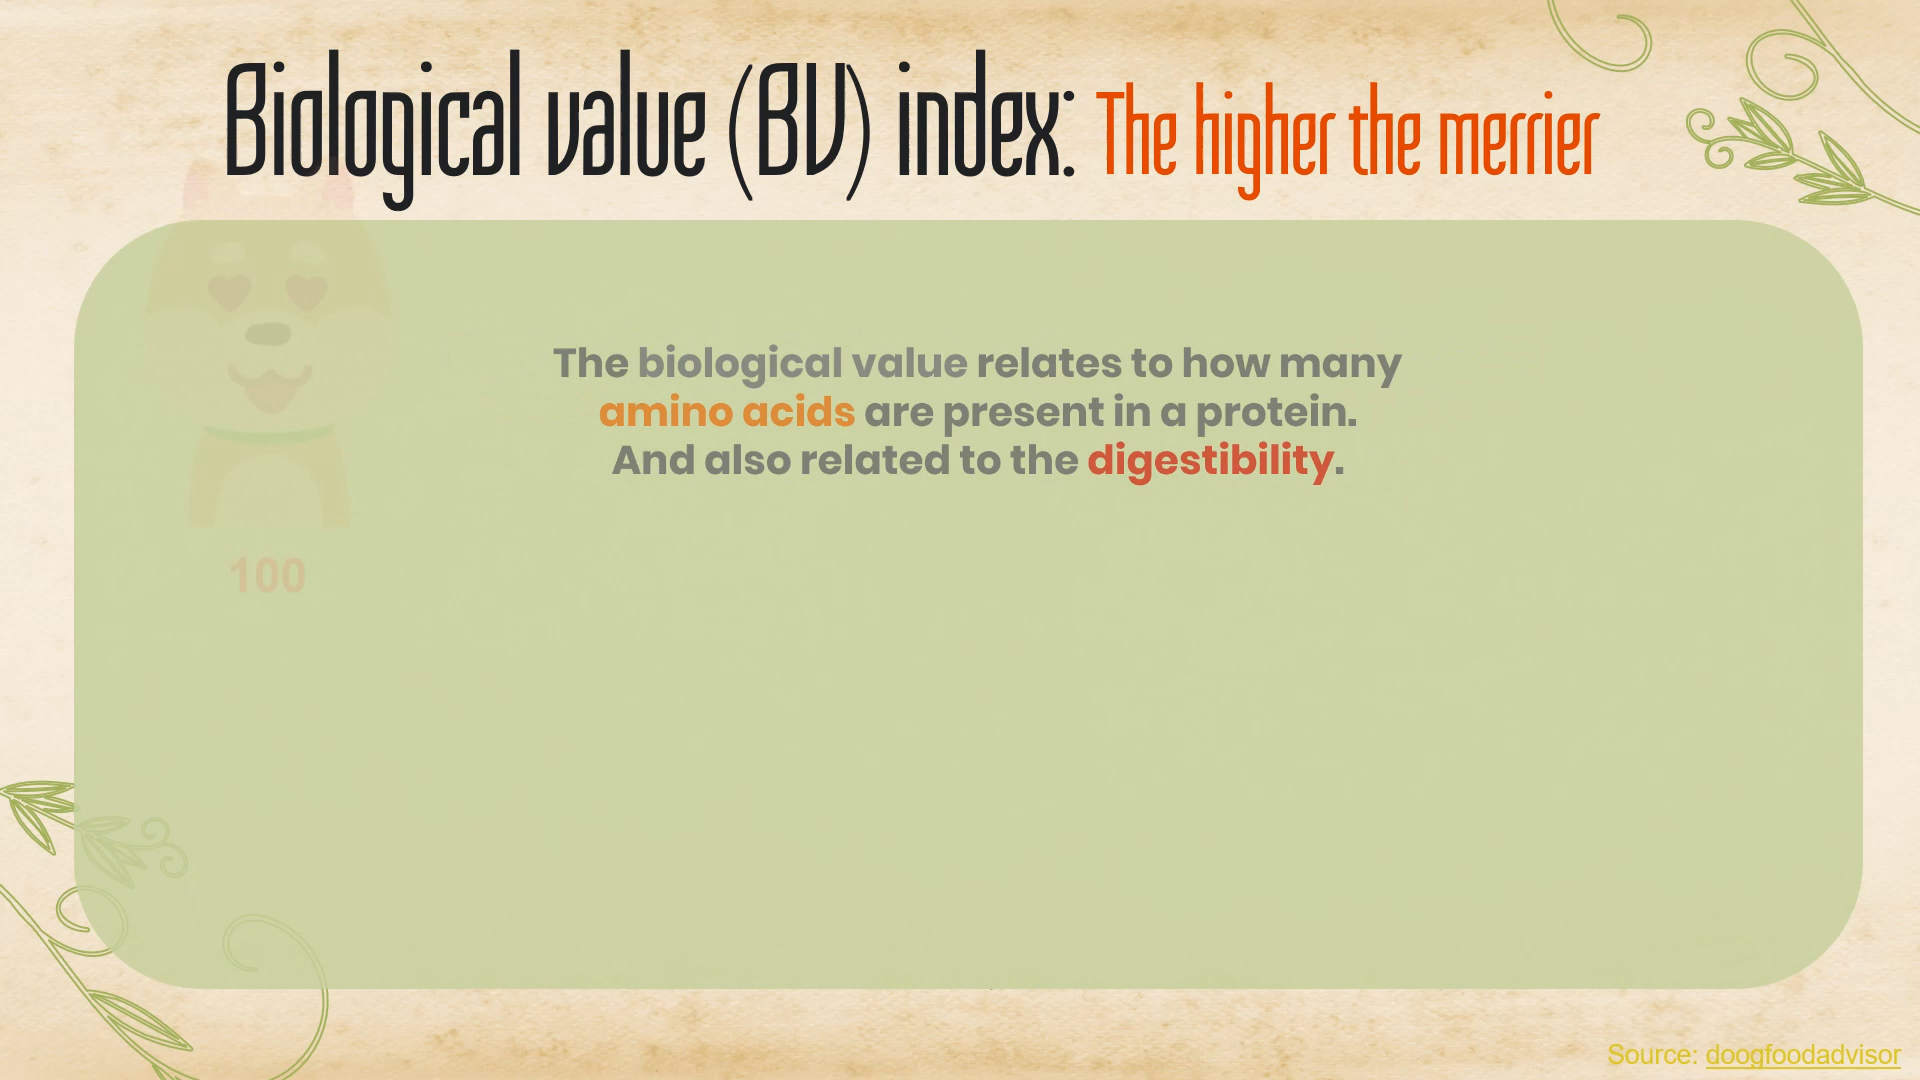 Biological value (BV) index: The higher the merrier
The biological value relates to how many
amino acids are present in a protein.
And also related to the digestibility.
100
Source: doogfoodadvisor